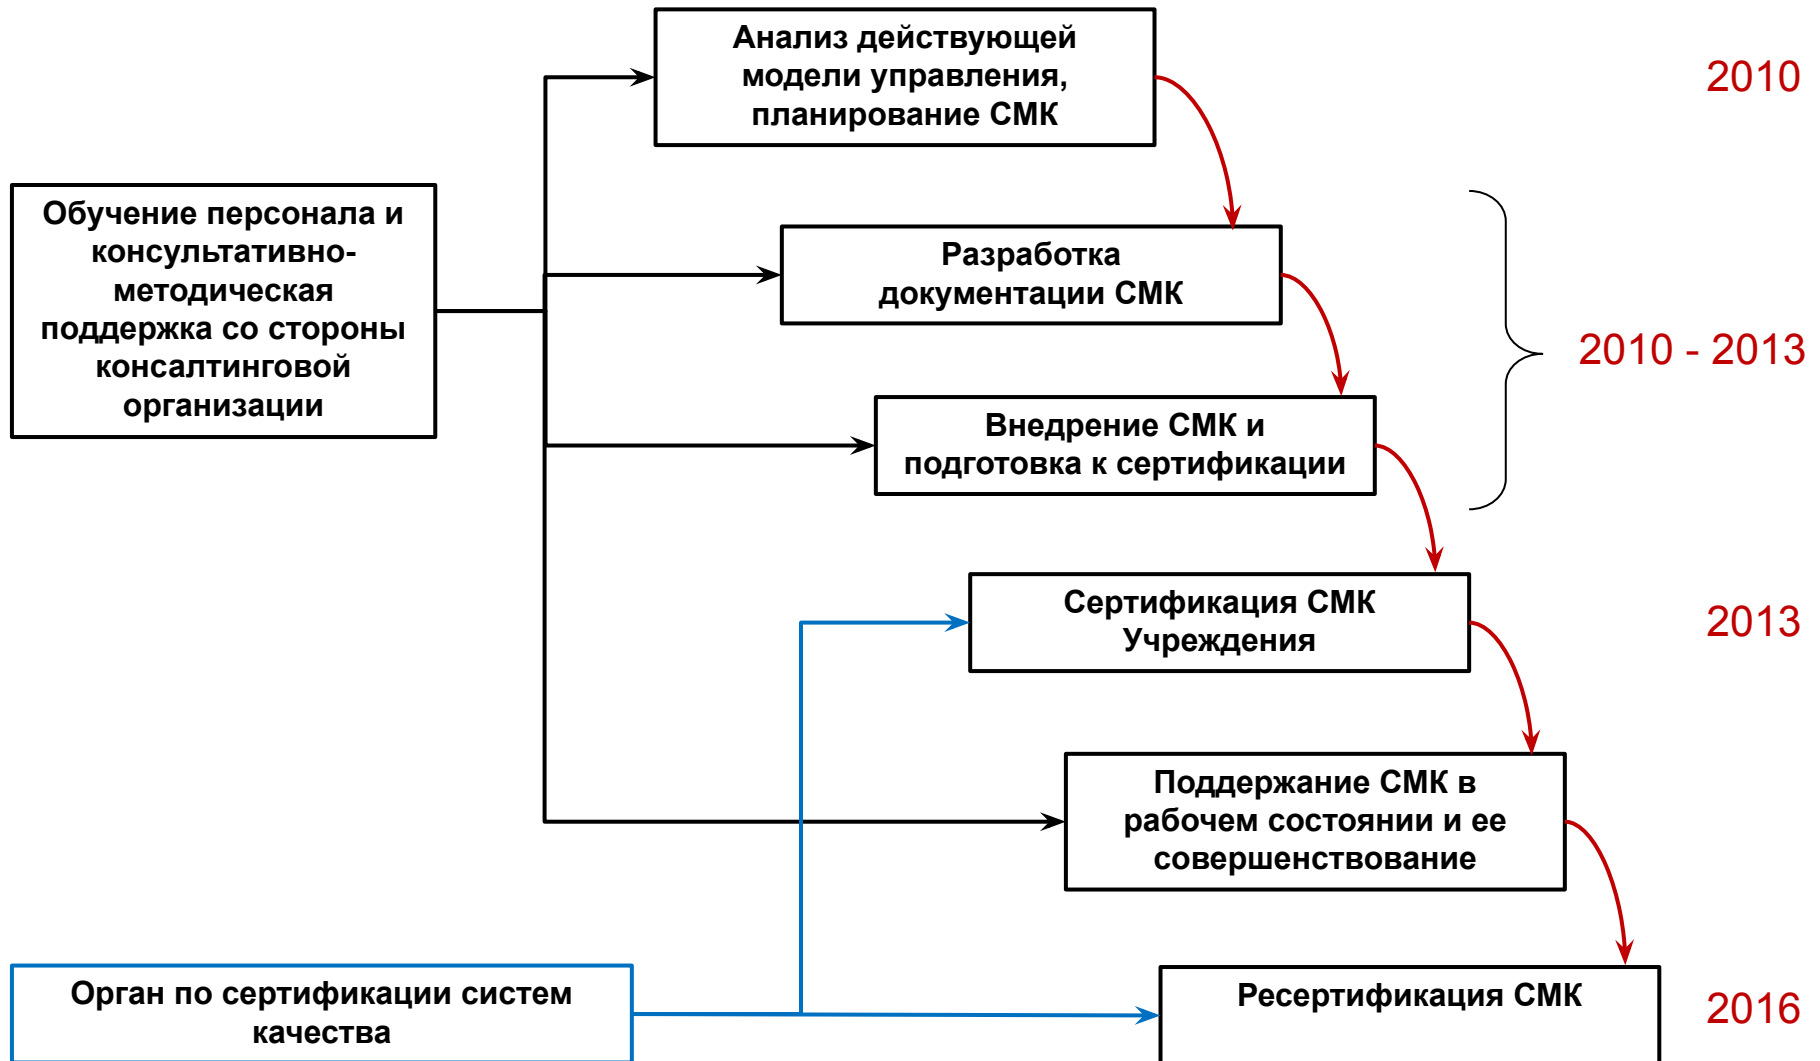 Анализ действующей
модели управления,
планирование СМК
2010
Обучение персонала и
консультативно-
методическая
поддержка со стороны
консалтинговой
организации
Разработка
документации СМК
2010 - 2013
Внедрение СМК и
подготовка к сертификации
Сертификация СМК
Учреждения
2013
Поддержание СМК в
рабочем состоянии и ее
совершенствование
Орган по сертификации систем
качества
Ресертификация СМК
2016